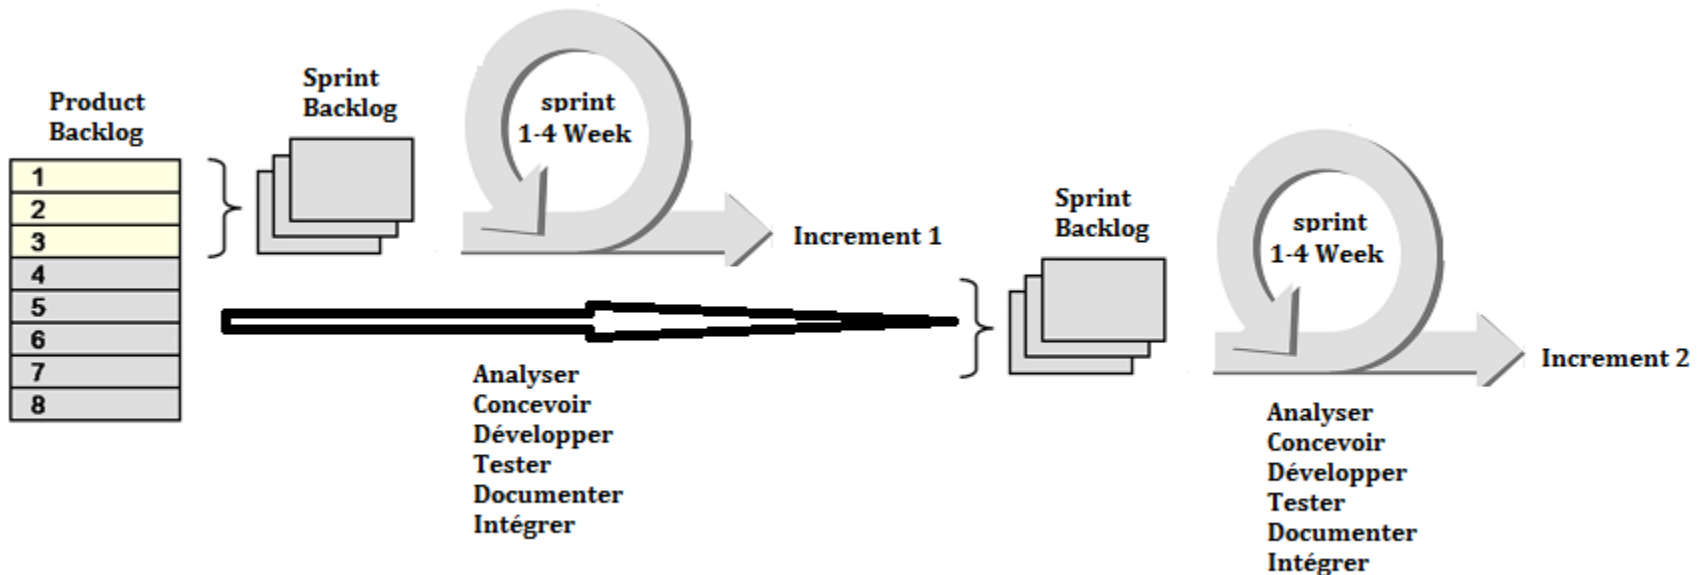 Product
Backlog
1
2
3
4
5
6
7
8
Sprint
Backlog
sprint
1-4 Week
Increment 1
Analyser
Concevoir
Développer
Tester
Documenter
Intégrer
Sprint
Backlog
sprint
1-4 Week
Increment 2
Analyser
Concevoir
Développer
Tester
Documenter
Intégrer